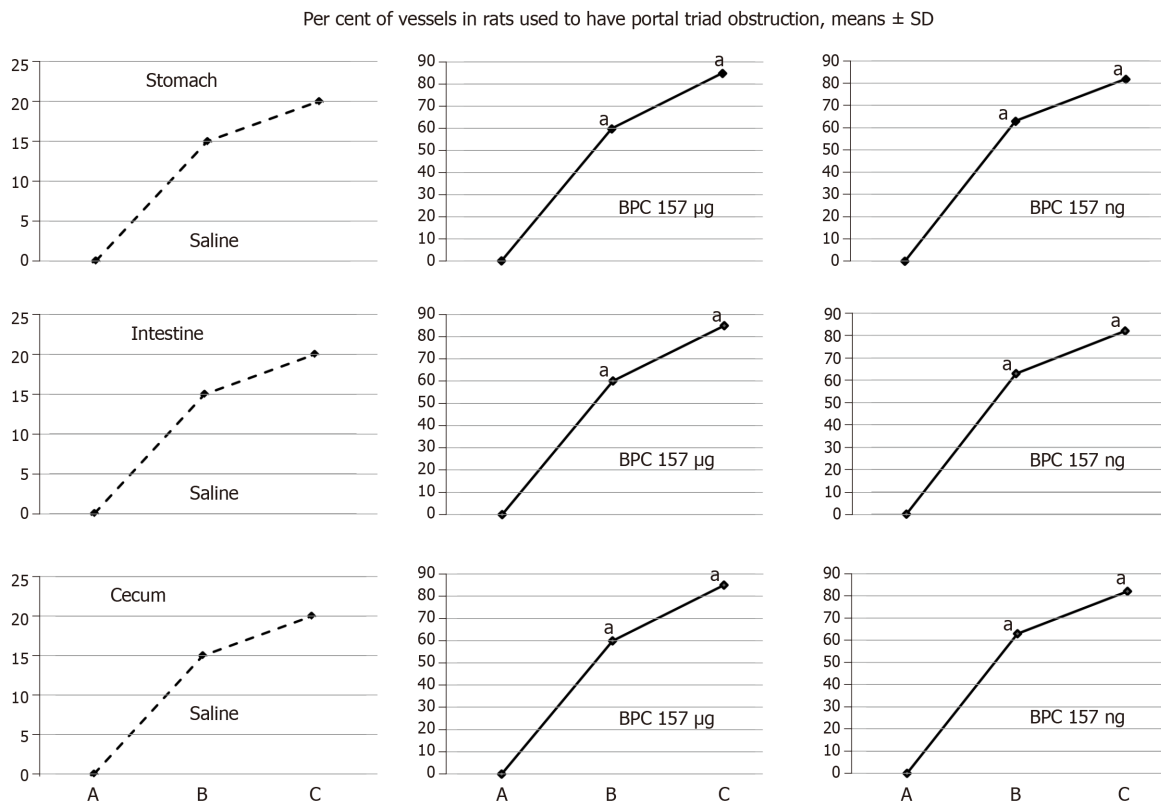 Per cent of vessels in rats used to have portal triad obstruction, means ± SD
25
20
15
10
5
0
Stomach
Saline
90
80
70
60
50
40
30
20
10
0
a
a
BPC 157 µg
90
80
70
60
50
40
30
20
10
0
a
a
BPC 157 ng
25
20
15
10
5
0
Intestine
Saline
90
80
70
60
50
40
30
20
10
0
a
a
BPC 157 µg
90
80
70
60
50
40
30
20
10
0
a
a
BPC 157 ng
25
20
15
10
5
0
Cecum
Saline
A B C
90
80
70
60
50
40
30
20
10
0
a
a
BPC 157 µg
A B C
90
80
70
60
50
40
30
20
10
0
a
a
BPC 157 ng
A B C